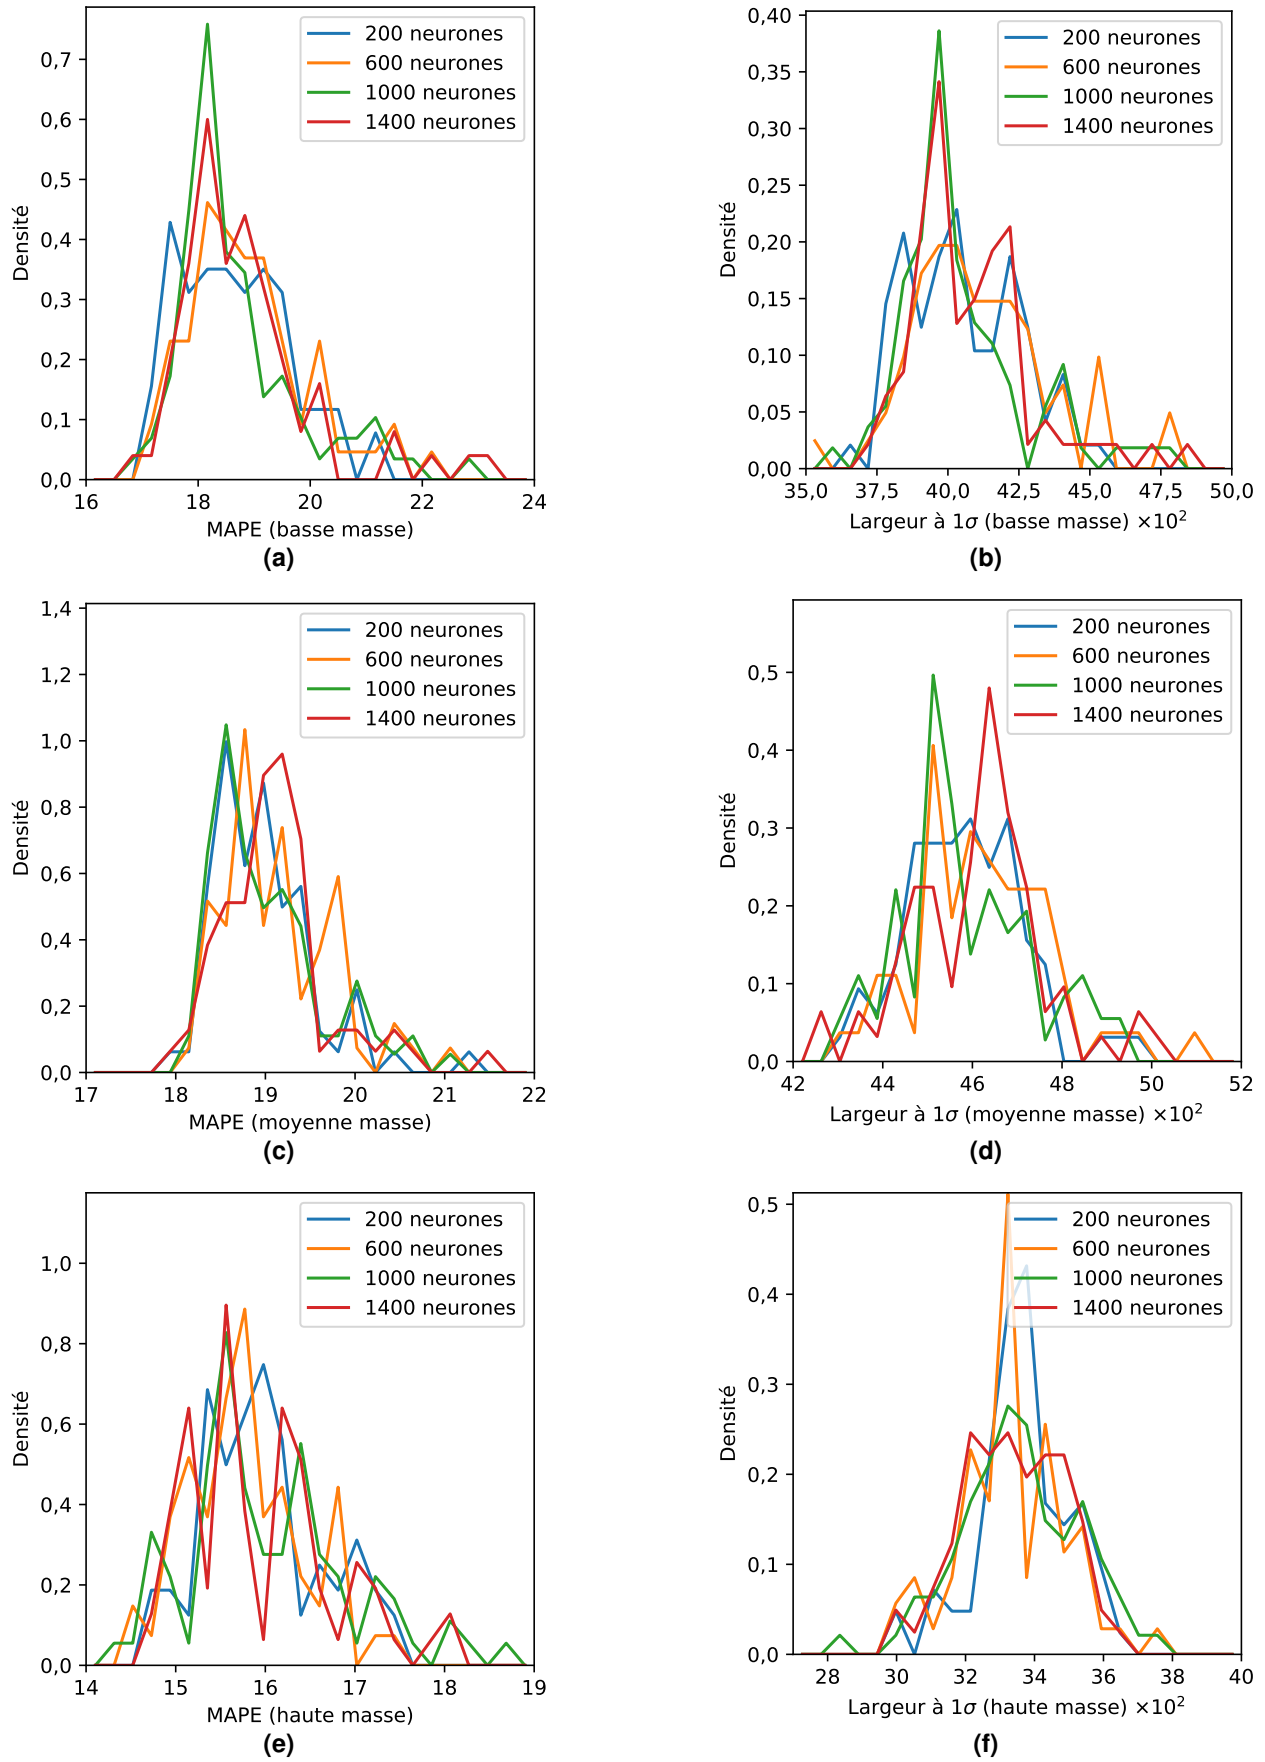 0,7
0,6
0,5
0,4
0,3
0,2
0,1
0,0
Densité
200 neurones
600 neurones
1000 neurones
1400 neurones
16 18 20 22 24
MAPE (basse masse)
(a)
0,40
0,35
0,30
0,25
0,20
0,15
0,10
0,05
0,00
Densité
200 neurones
600 neurones
1000 neurones
1400 neurones
35,0 37,5 40,0 42,5 45,0 47,5 50,0
Largeur à 1σ (basse masse) ×10²
(b)
1,4
1,2
1,0
0,8
0,6
0,4
0,2
0,0
Densité
200 neurones
600 neurones
1000 neurones
1400 neurones
17 18 19 20 21 22
MAPE (moyenne masse)
(c)
0,5
0,4
0,3
0,2
0,1
0,0
Densité
200 neurones
600 neurones
1000 neurones
1400 neurones
42 44 46 48 50 52
Largeur à 1σ (moyenne masse) ×10²
(d)
1,0
0,8
0,6
0,4
0,2
0,0
Densité
200 neurones
600 neurones
1000 neurones
1400 neurones
14 15 16 17 18 19
MAPE (haute masse)
(e)
0,5
0,4
0,3
0,2
0,1
0,0
Densité
200 neurones
600 neurones
1000 neurones
1400 neurones
28 30 32 34 36 38 40
Largeur à 1σ (haute masse) ×10²
(f)